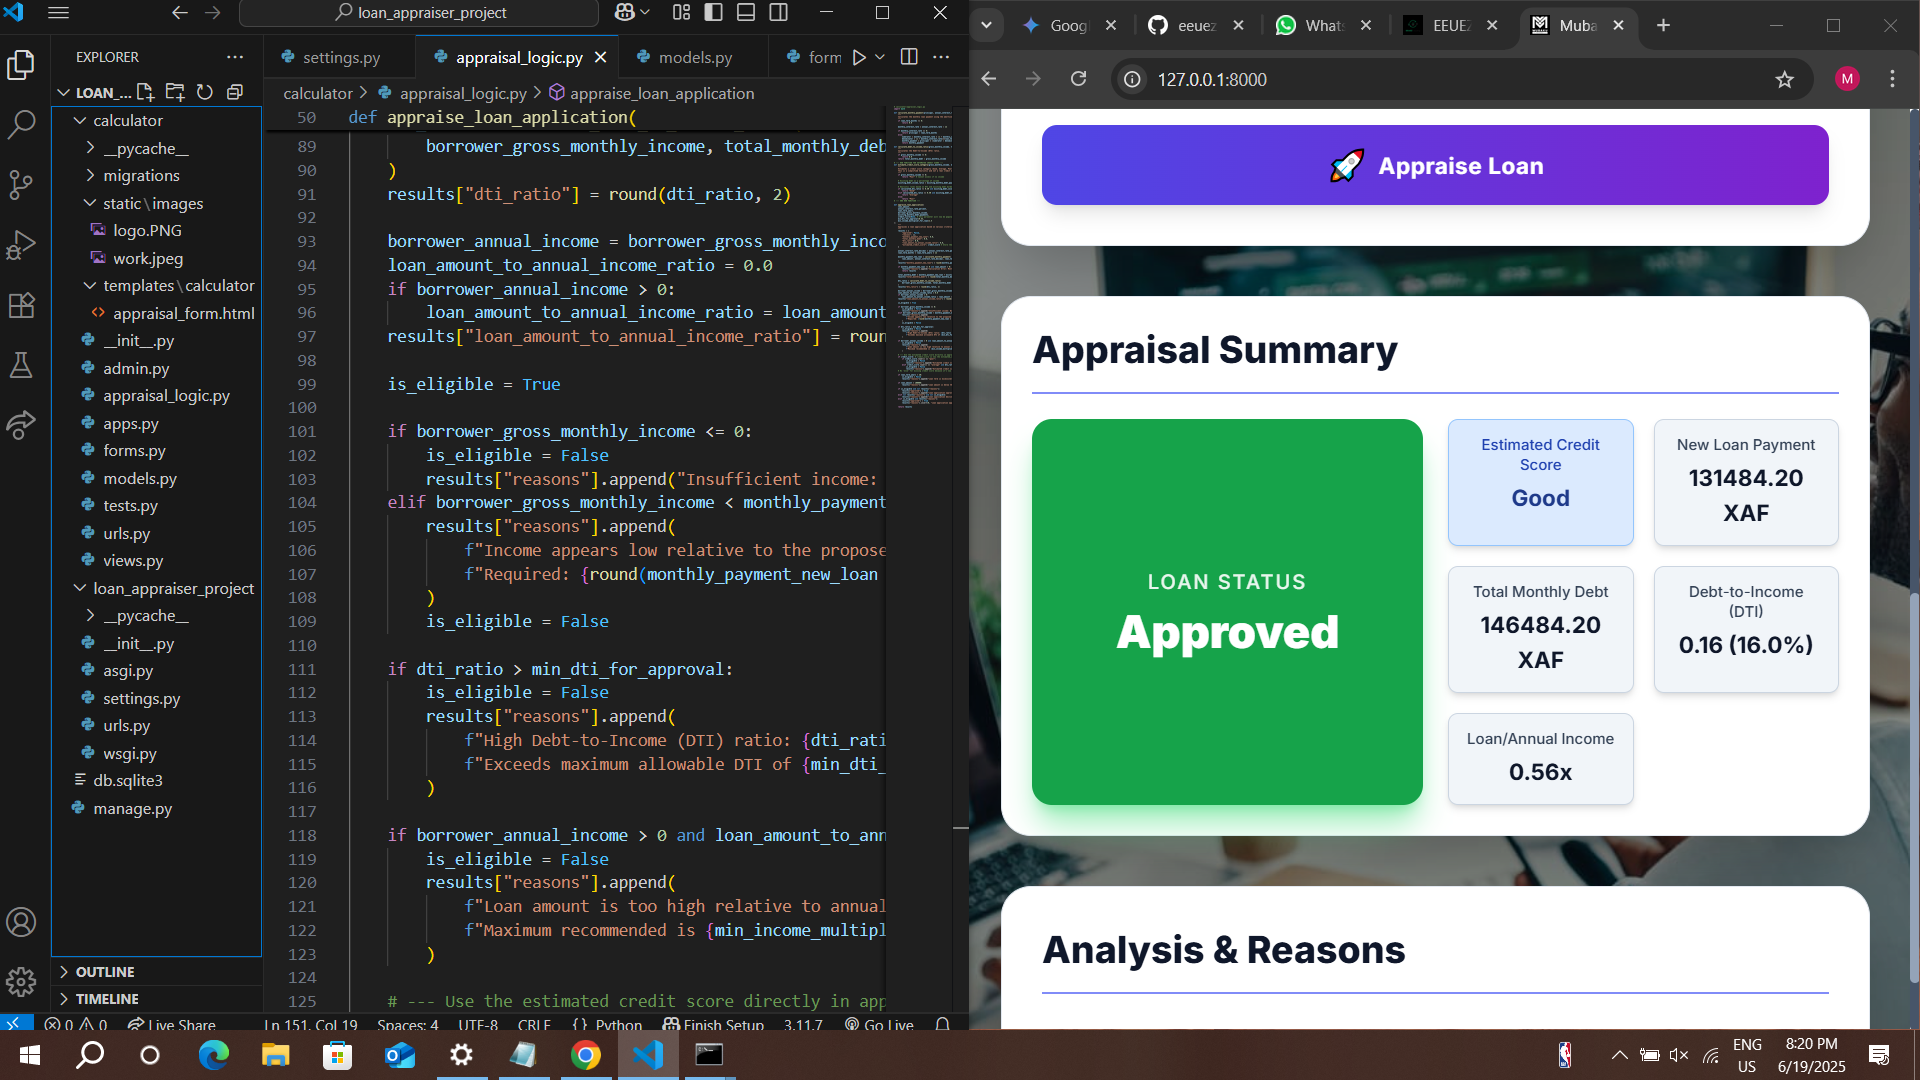 loan_appraiser_project
EXPLORER
LOAN_...
calculator
__pycache__
migrations
static\images
logo.PNG
work.jpeg
templates\calculator
appraisal_form.html
__init__.py
admin.py
appraisal_logic.py
apps.py
forms.py
models.py
tests.py
urls.py
views.py
loan_appraiser_project
__pycache__
__init__.py
asgi.py
settings.py
urls.py
wsgi.py
db.sqlite3
manage.py
OUTLINE
TIMELINE
settings.py
appraisal_logic.py
models.py
form
calculator > appraisal_logic.py > appraise_loan_application
50 def appraise_loan_application(
89 borrower_gross_monthly_income, total_monthly_deb
90 )
91 results["dti_ratio"] = round(dti_ratio, 2)
92
93 borrower_annual_income = borrower_gross_monthly_inco
94 loan_amount_to_annual_income_ratio = 0.0
95 if borrower_annual_income > 0:
96 loan_amount_to_annual_income_ratio = loan_amount
97 results["loan_amount_to_annual_income_ratio"] = roun
98
99 is_eligible = True
100
101 if borrower_gross_monthly_income <= 0:
102 is_eligible = False
103 results["reasons"].append("Insufficient income:
104 elif borrower_gross_monthly_income < monthly_payment
105 results["reasons"].append(
106 f"Income appears low relative to the propose
107 f"Required: {round(monthly_payment_new_loan
108 )
109 is_eligible = False
110
111 if dti_ratio > min_dti_for_approval:
112 is_eligible = False
113 results["reasons"].append(
114 f"High Debt-to-Income (DTI) ratio: {dti_rati
115 f"Exceeds maximum allowable DTI of {min_dti_
116 )
117
118 if borrower_annual_income > 0 and loan_amount_to_ann
119 is_eligible = False
120 results["reasons"].append(
121 f"Loan amount is too high relative to annual
122 f"Maximum recommended is {min_income_multipl
123 )
124
125 # --- Use the estimated credit score directly in app
0 0 Live Share Ln 151, Col 19 Spaces: 4 UTF-8 CRLF {} Python Finish Setup 3.11.7 Go Live
Goog
eeuez
Whats
EEUEZ
Muba
127.0.0.1:8000
M
Appraise Loan
Appraisal Summary
LOAN STATUS
Approved
Estimated Credit
Score
Good
New Loan Payment
131484.20
XAF
Total Monthly Debt
146484.20
XAF
Debt-to-Income
(DTI)
0.16 (16.0%)
Loan/Annual Income
0.56x
Analysis & Reasons
ENG
US
8:20 PM
6/19/2025